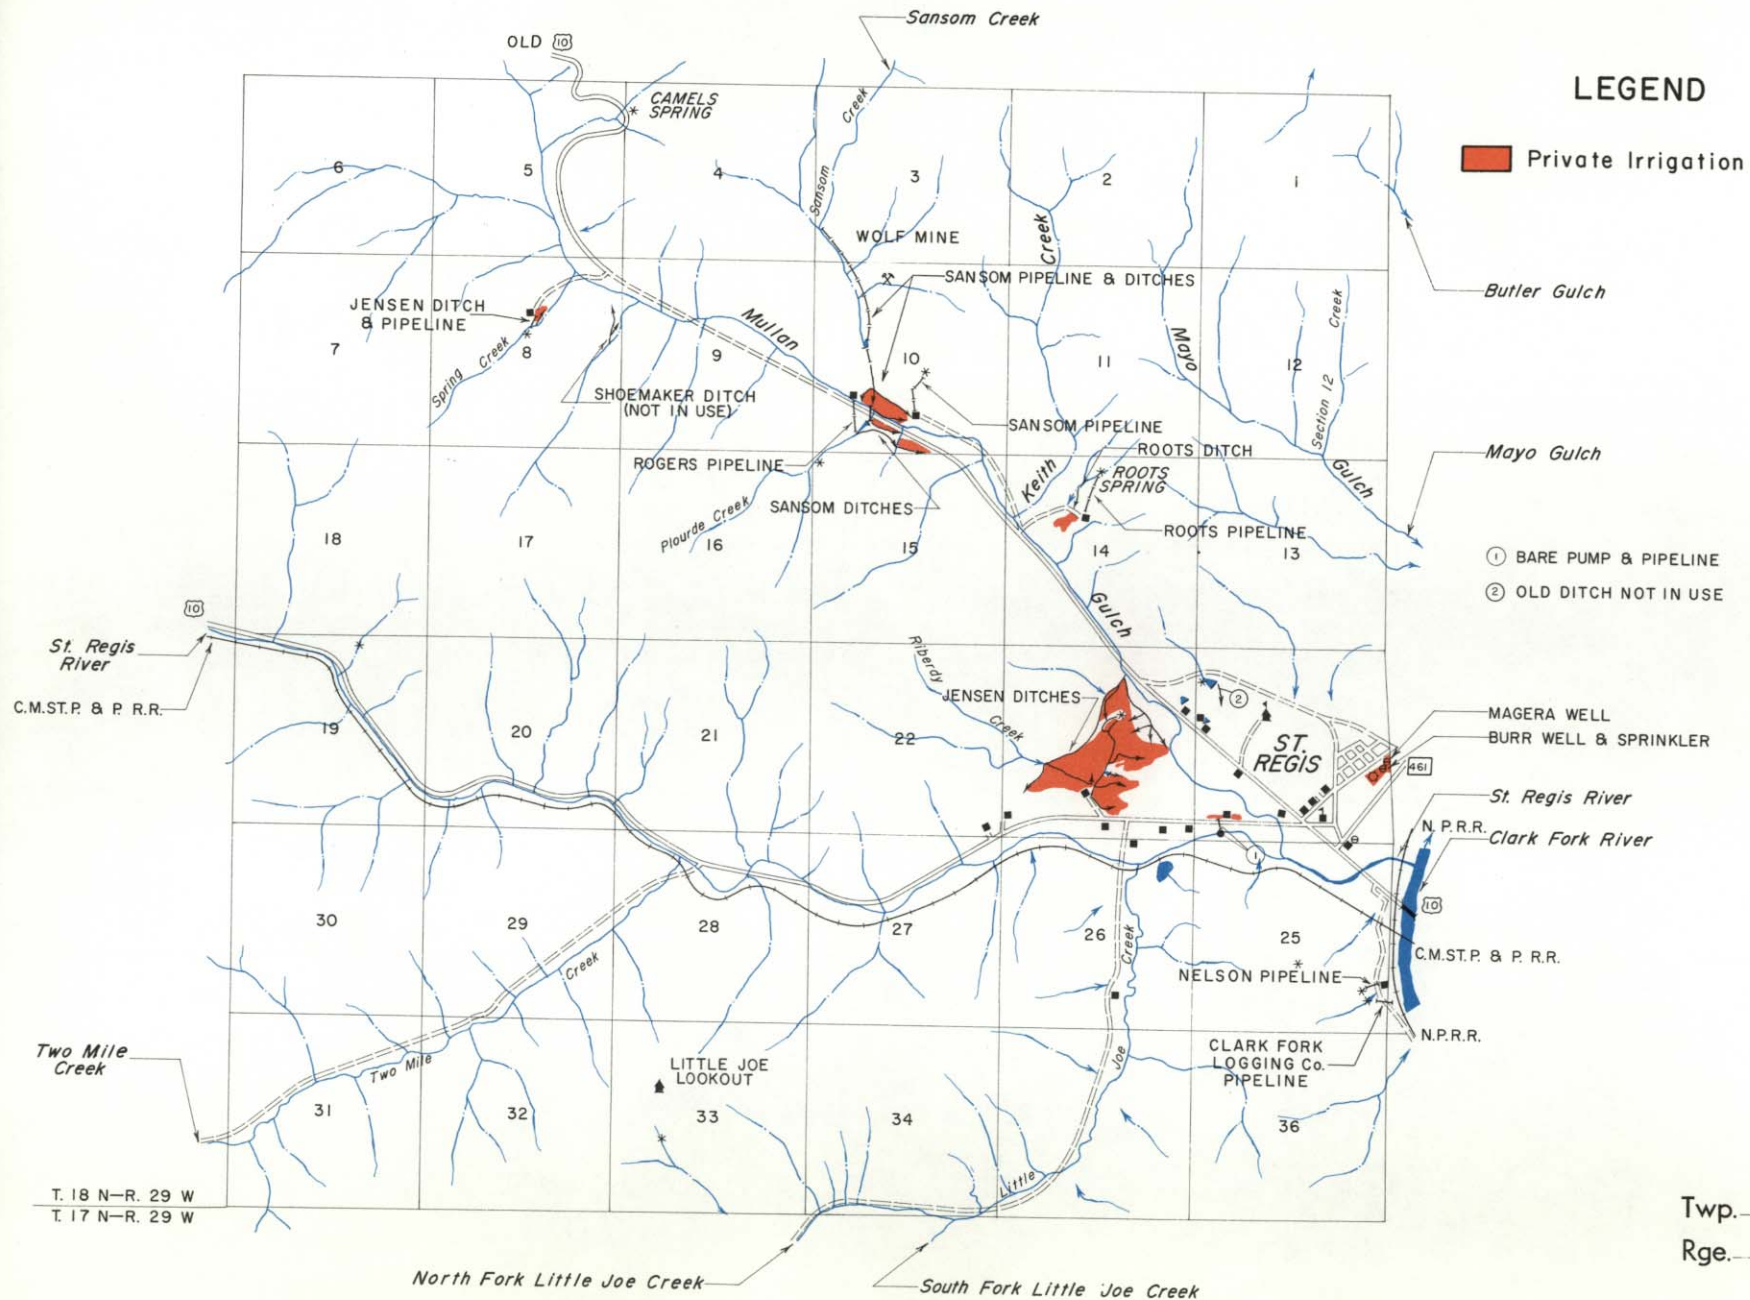 Sansom Creek
OLD 10
LEGEND
CAMELS
SPRING
Creek
Private Irrigation
6
5
4
3
2
1
Sansom
Creek
WOLF MINE
SANSOM PIPELINE & DITCHES
Butler Gulch
JENSEN DITCH
& PIPELINE
Mullan
Mayo
Creek
7
8
9
10
11
12
Spring Creek
SHOEMAKER DITCH
(NOT IN USE)
Section 12
SANSOM PIPELINE
ROOTS DITCH
Mayo Gulch
ROGERS PIPELINE
Keith
ROOTS
SPRING
Gulch
SANSOM DITCHES
Plourde Creek
ROOTS PIPELINE
18
17
16
15
14
13
1 BARE PUMP & PIPELINE
2 OLD DITCH NOT IN USE
10
Gulch
St. Regis
River
Riberdy
Creek
JENSEN DITCHES
2
C.M.ST.P. & P. R.R.
MAGERA WELL
19
20
21
22
ST.
REGIS
BURR WELL & SPRINKLER
461
St. Regis River
N.P.R.R.
Clark Fork River
1
10
30
29
28
27
26
25
Creek
Creek
C.M.ST.P. & P. R.R.
NELSON PIPELINE
N.P.R.R.
Two Mile
Creek
Two Mile
LITTLE JOE
LOOKOUT
Joe
CLARK FORK
LOGGING Co.
PIPELINE
31
32
33
34
36
Little
T. 18 N-R. 29 W
T. 17 N-R. 29 W
Twp.
Rge.
North Fork Little Joe Creek
South Fork Little Joe Creek